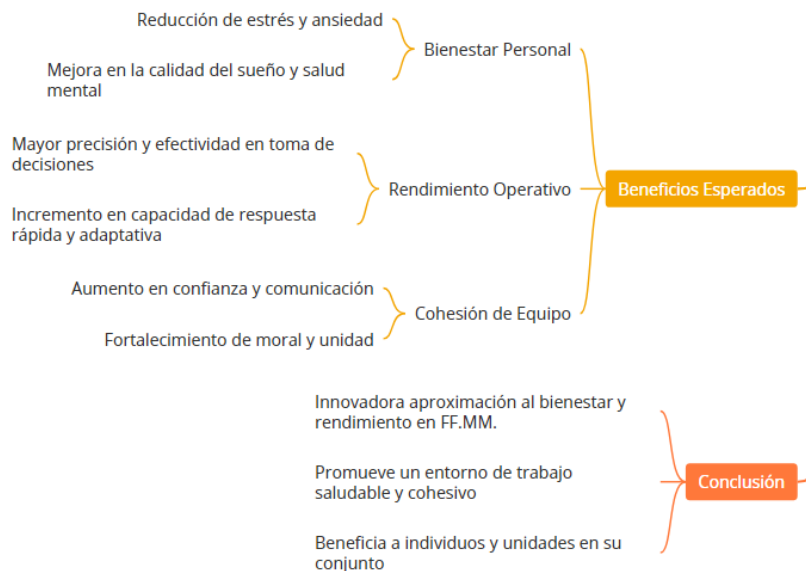 Reducción de estrés y ansiedad
Bienestar Personal
Mejora en la calidad del sueño y salud
mental
Mayor precisión y efectividad en toma de
decisiones
Rendimiento Operativo
Beneficios Esperados
Incremento en capacidad de respuesta
rápida y adaptativa
Aumento en confianza y comunicación
Cohesión de Equipo
Fortalecimiento de moral y unidad
Innovadora aproximación al bienestar y
rendimiento en FF.MM.
Promueve un entorno de trabajo
saludable y cohesivo
Conclusión
Beneficia a individuos y unidades en su
conjunto